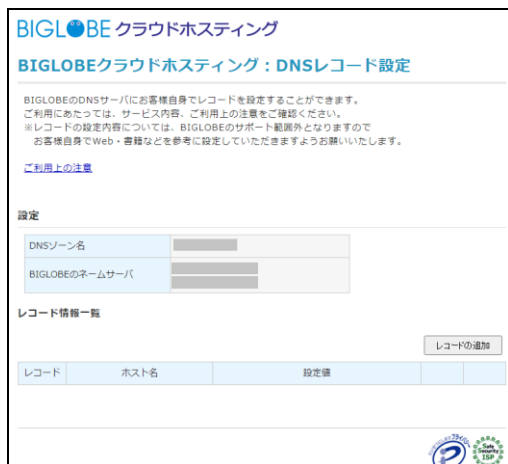 BIGLOBE クラウドホスティング
BIGLOBEクラウドホスティング：DNSレコード設定
BIGLOBEのDNSサーバにお客様自身でレコードを設定することができます。
ご利用にあたっては、サービス内容、ご利用上の注意をご確認ください。
※レコードの設定内容については、BIGLOBEのサポート範囲外となりますので
お客様自身でWeb・書籍などを参考に設定していただきますようお願いいたします。
ご利用上の注意
設定
DNSゾーン名
BIGLOBEのネームサーバ
レコード情報一覧
レコードの追加
レコード ホスト名 設定値
Safe
Security
ISP